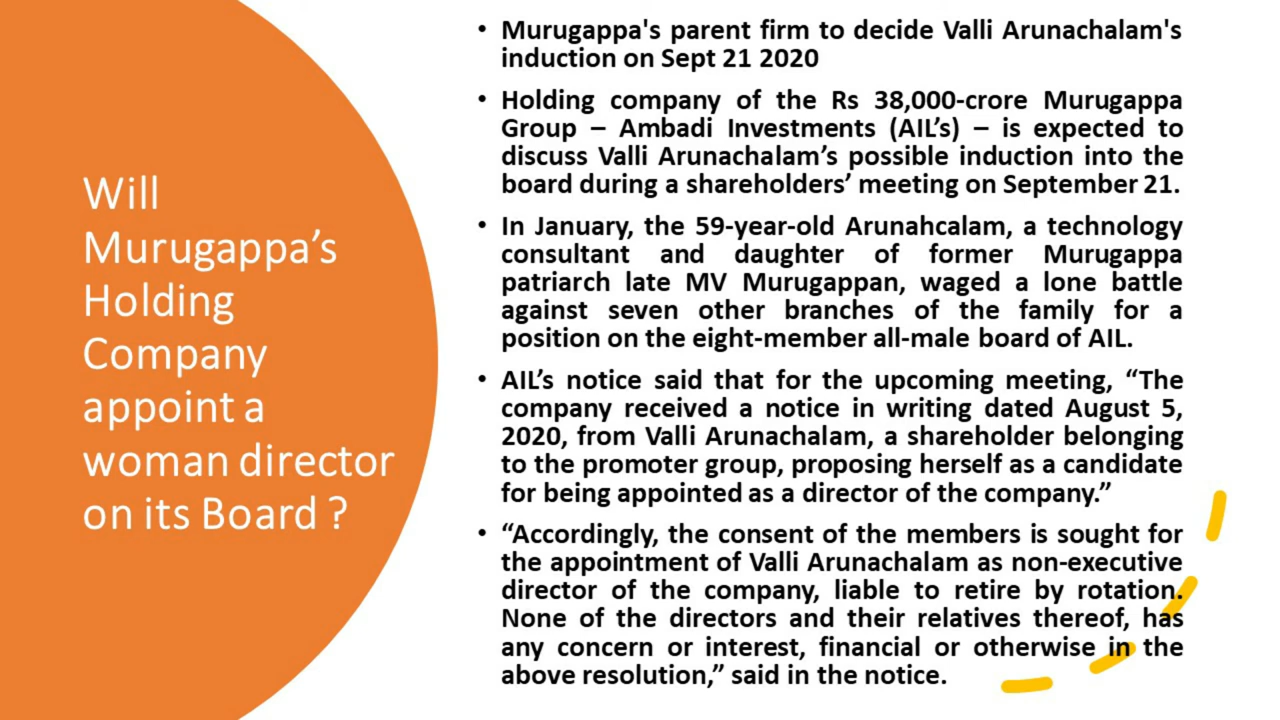 Will
Murugappa’s
Holding
Company
appoint a
woman director
on its Board ?
• Murugappa's parent firm to decide Valli Arunachalam's
induction on Sept 21 2020
• Holding company of the Rs 38,000-crore Murugappa
Group – Ambadi Investments (AIL’s) – is expected to
discuss Valli Arunachalam’s possible induction into the
board during a shareholders’ meeting on September 21.
• In January, the 59-year-old Arunahcalam, a technology
consultant and daughter of former Murugappa
patriarch late MV Murugappan, waged a lone battle
against seven other branches of the family for a
position on the eight-member all-male board of AIL.
• AIL’s notice said that for the upcoming meeting, “The
company received a notice in writing dated August 5,
2020, from Valli Arunachalam, a shareholder belonging
to the promoter group, proposing herself as a candidate
for being appointed as a director of the company.”
• “Accordingly, the consent of the members is sought for
the appointment of Valli Arunachalam as non-executive
director of the company, liable to retire by rotation.
None of the directors and their relatives thereof, has
any concern or interest, financial or otherwise in the
above resolution,” said in the notice.